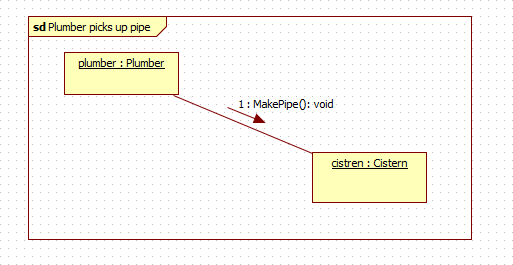 sd Plumber picks up pipe
plumber : Plumber
1 : MakePipe(): void
cistren : Cistern